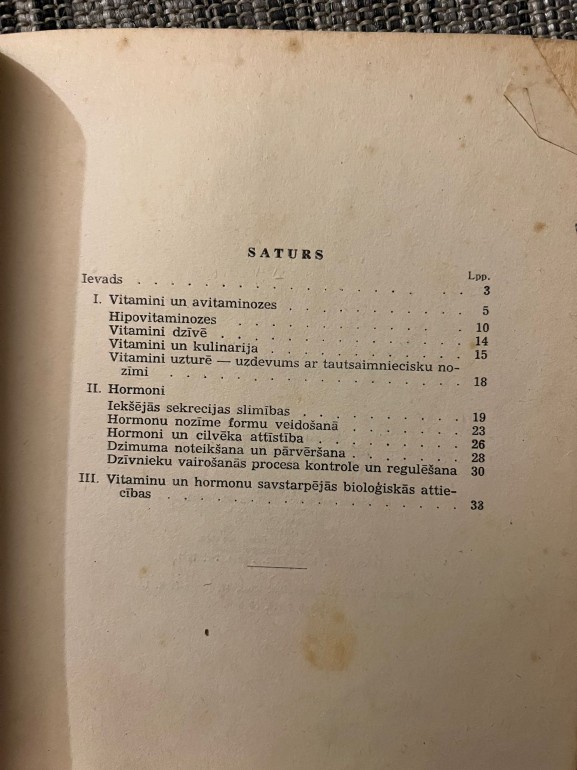 SATURS
Lpp.
Ievads . . . . . . . . . . . . . . . 3
I. Vitamini un avitaminozes . . . . . . . 5
Hipovitaminozes . . . . . . . . . . 10
Vitamini dzīvē . . . . . . . . . . 14
Vitamini un kulinarija . . . . . . . . 15
Vitamini uzturē — uzdevums ar tautsaimniecisku no-
zīmi . . . . . . . . . . . . . 18
II. Hormoni
Iekšējās sekrecijas slimības . . . . . . . 19
Hormonu nozīme formu veidošanā . . . . . 23
Hormoni un cilvēka attīstība . . . . . . . 26
Dzimuma noteikšana un pārvēršana . . . . . 28
Dzīvnieku vairošanās procesa kontrole un regulēšana 30
III. Vitaminu un hormonu savstarpējās bioloģiskās attie-
cības . . . . . . . . . . . . . 33